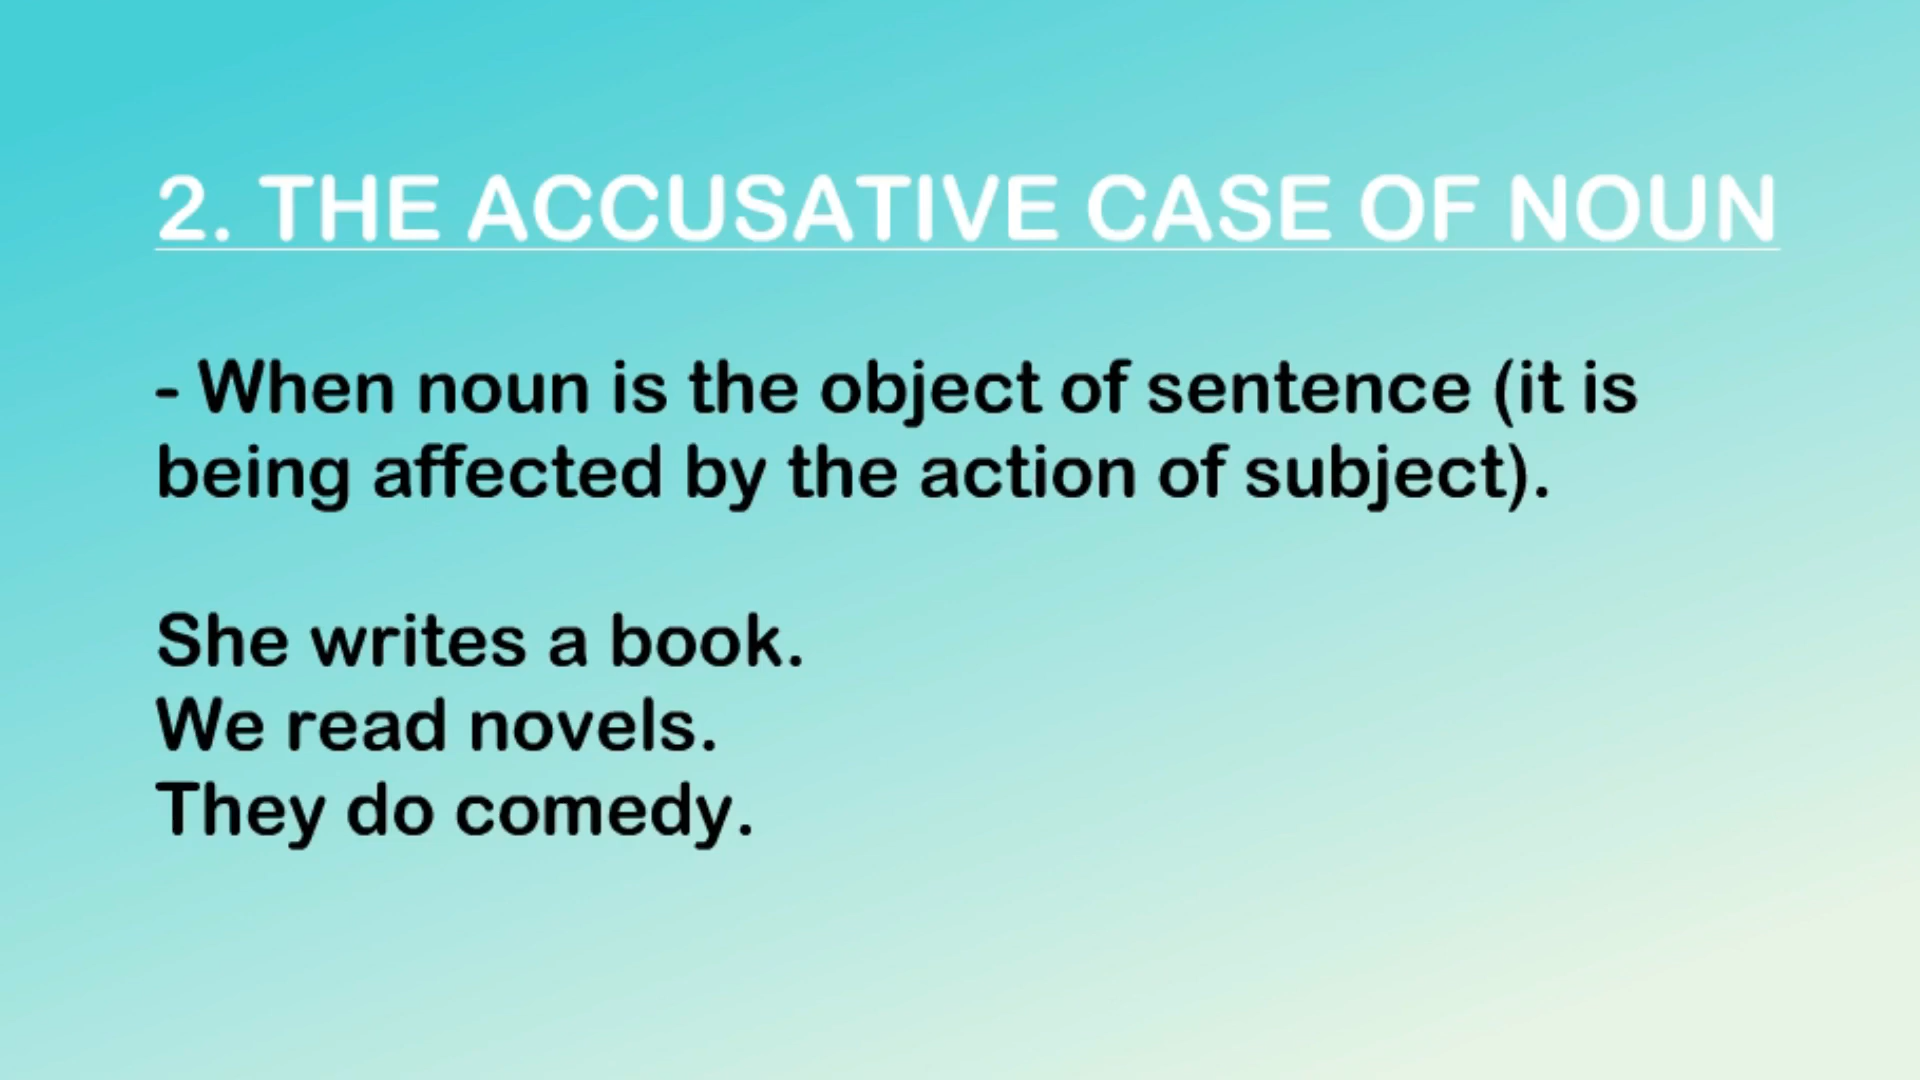 2. THE ACCUSATIVE CASE OF NOUN
- When noun is the object of sentence (it is
being affected by the action of subject).
She writes a book.
We read novels.
They do comedy.